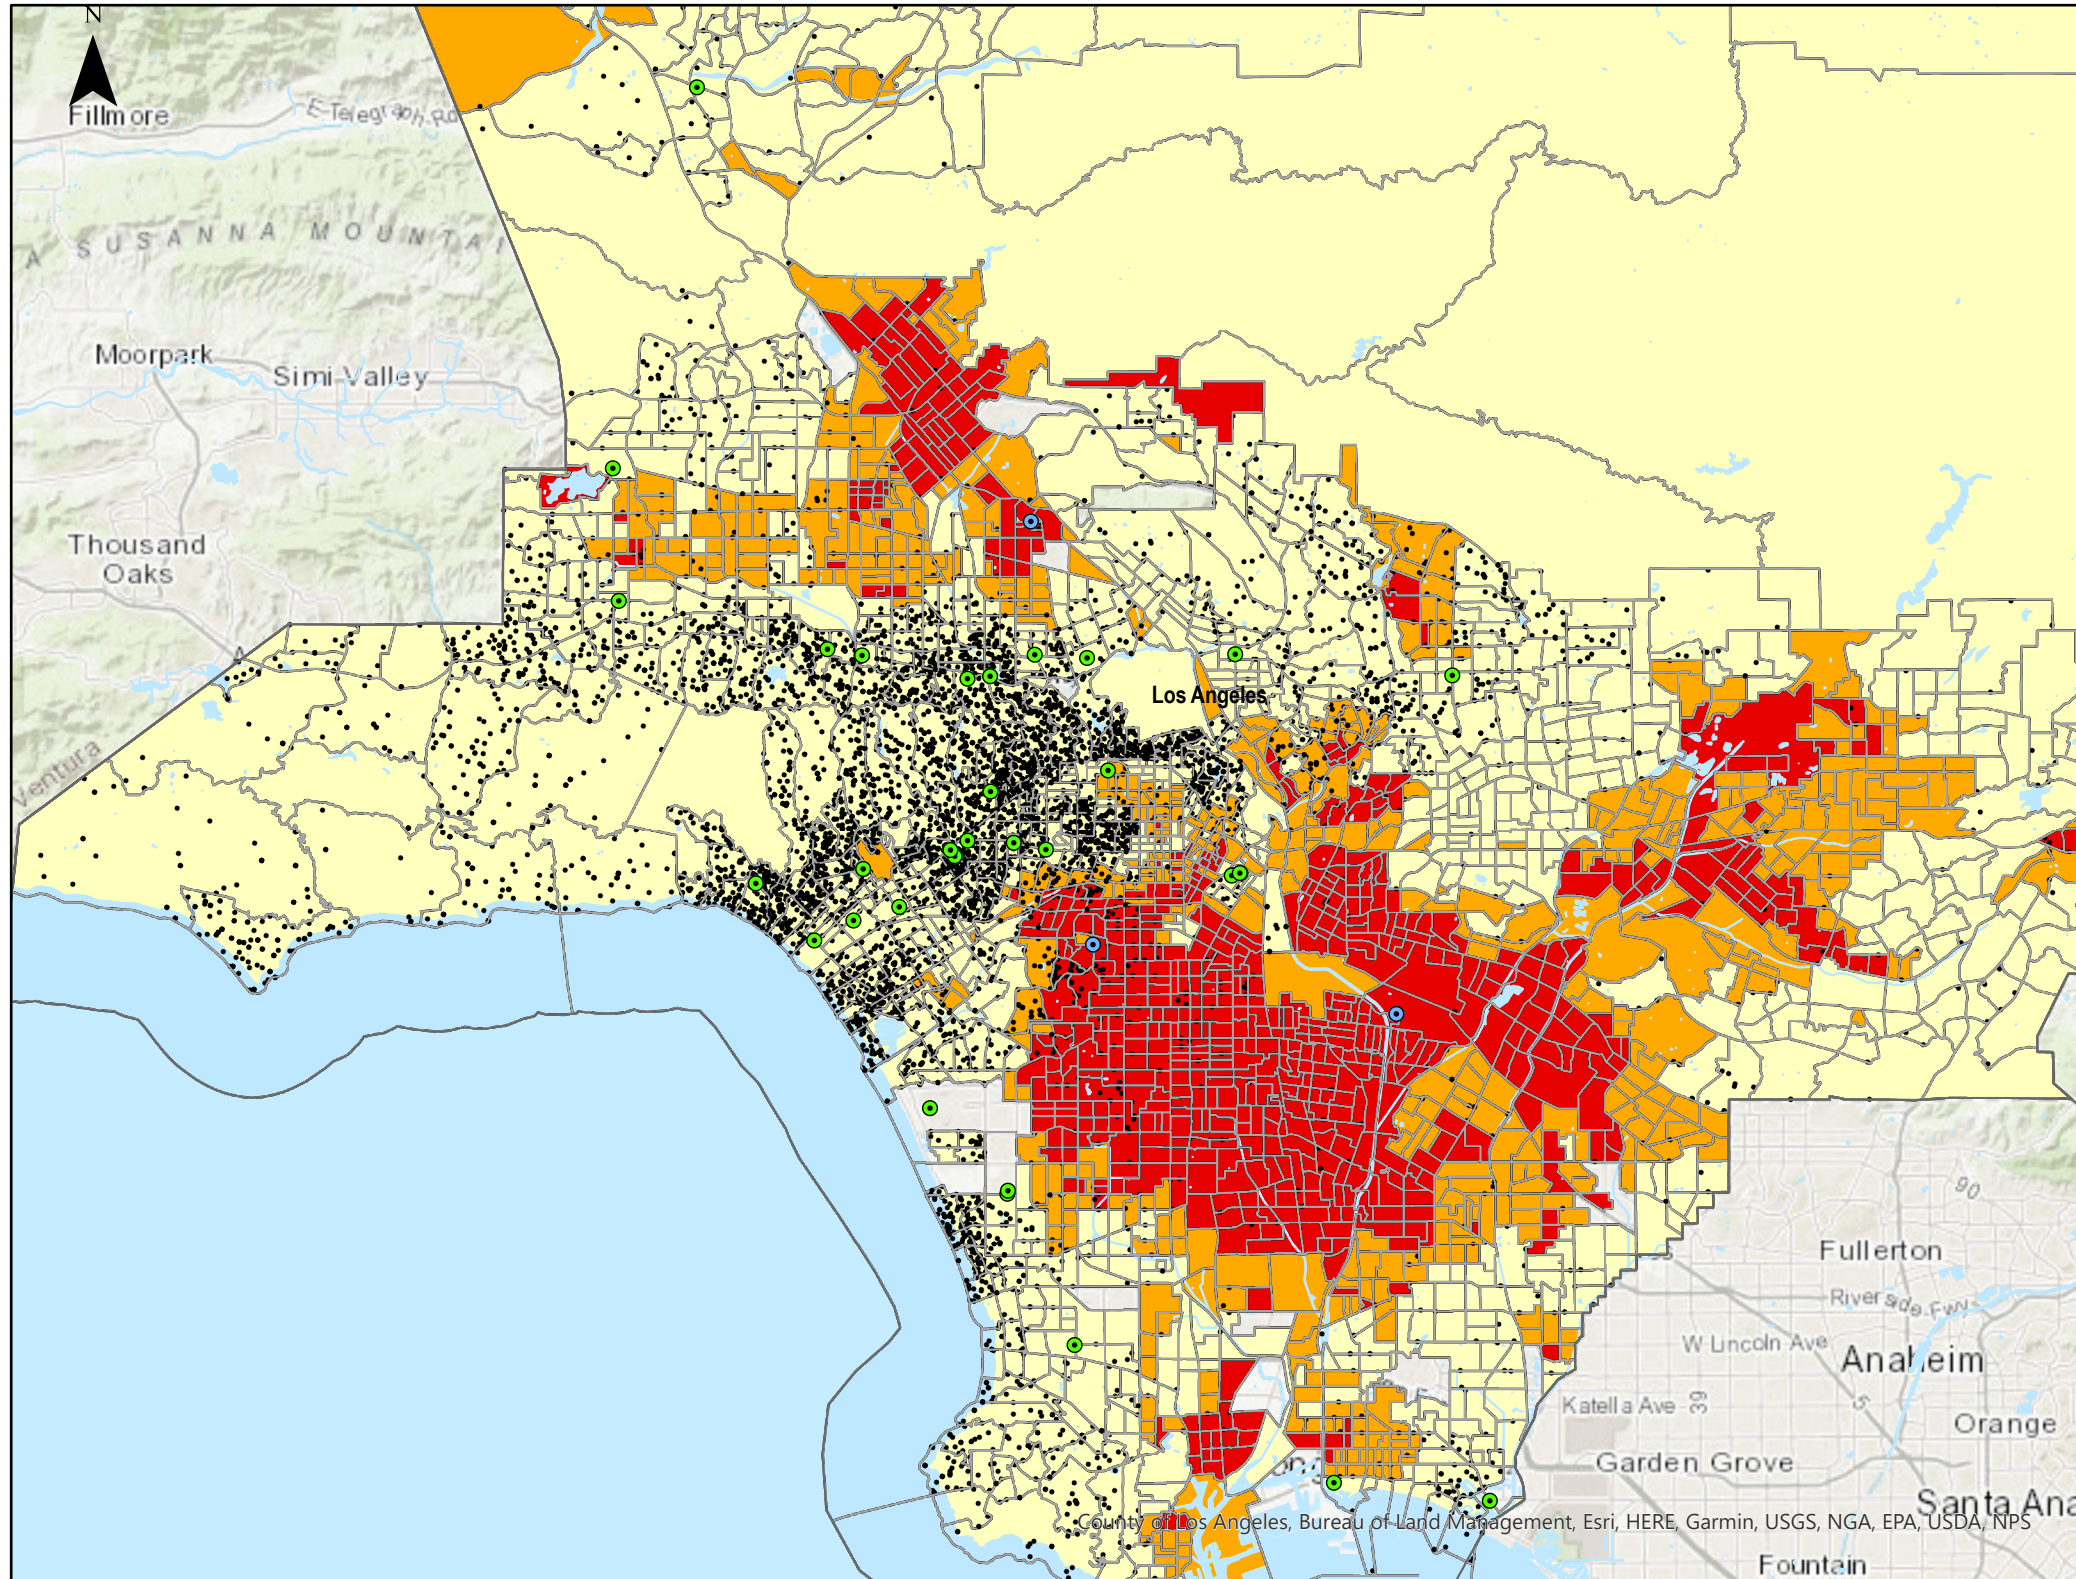 N
Fillmore
E-Telegraph-Rd
A SUSANNA MOUNTAI
Moorpark
Simi-Valley
Thousand
Oaks
Los Angeles
Ventura
90
Fullerton
Riverside-Fwy
W-Lincoln-Ave
Anaheim
Katella-Ave
39
5
Orange
Garden Grove
Santa Ana
County of Los Angeles, Bureau of Land Management, Esri, HERE, Garmin, USGS, NGA, EPA, USDA, NPS
Fountain